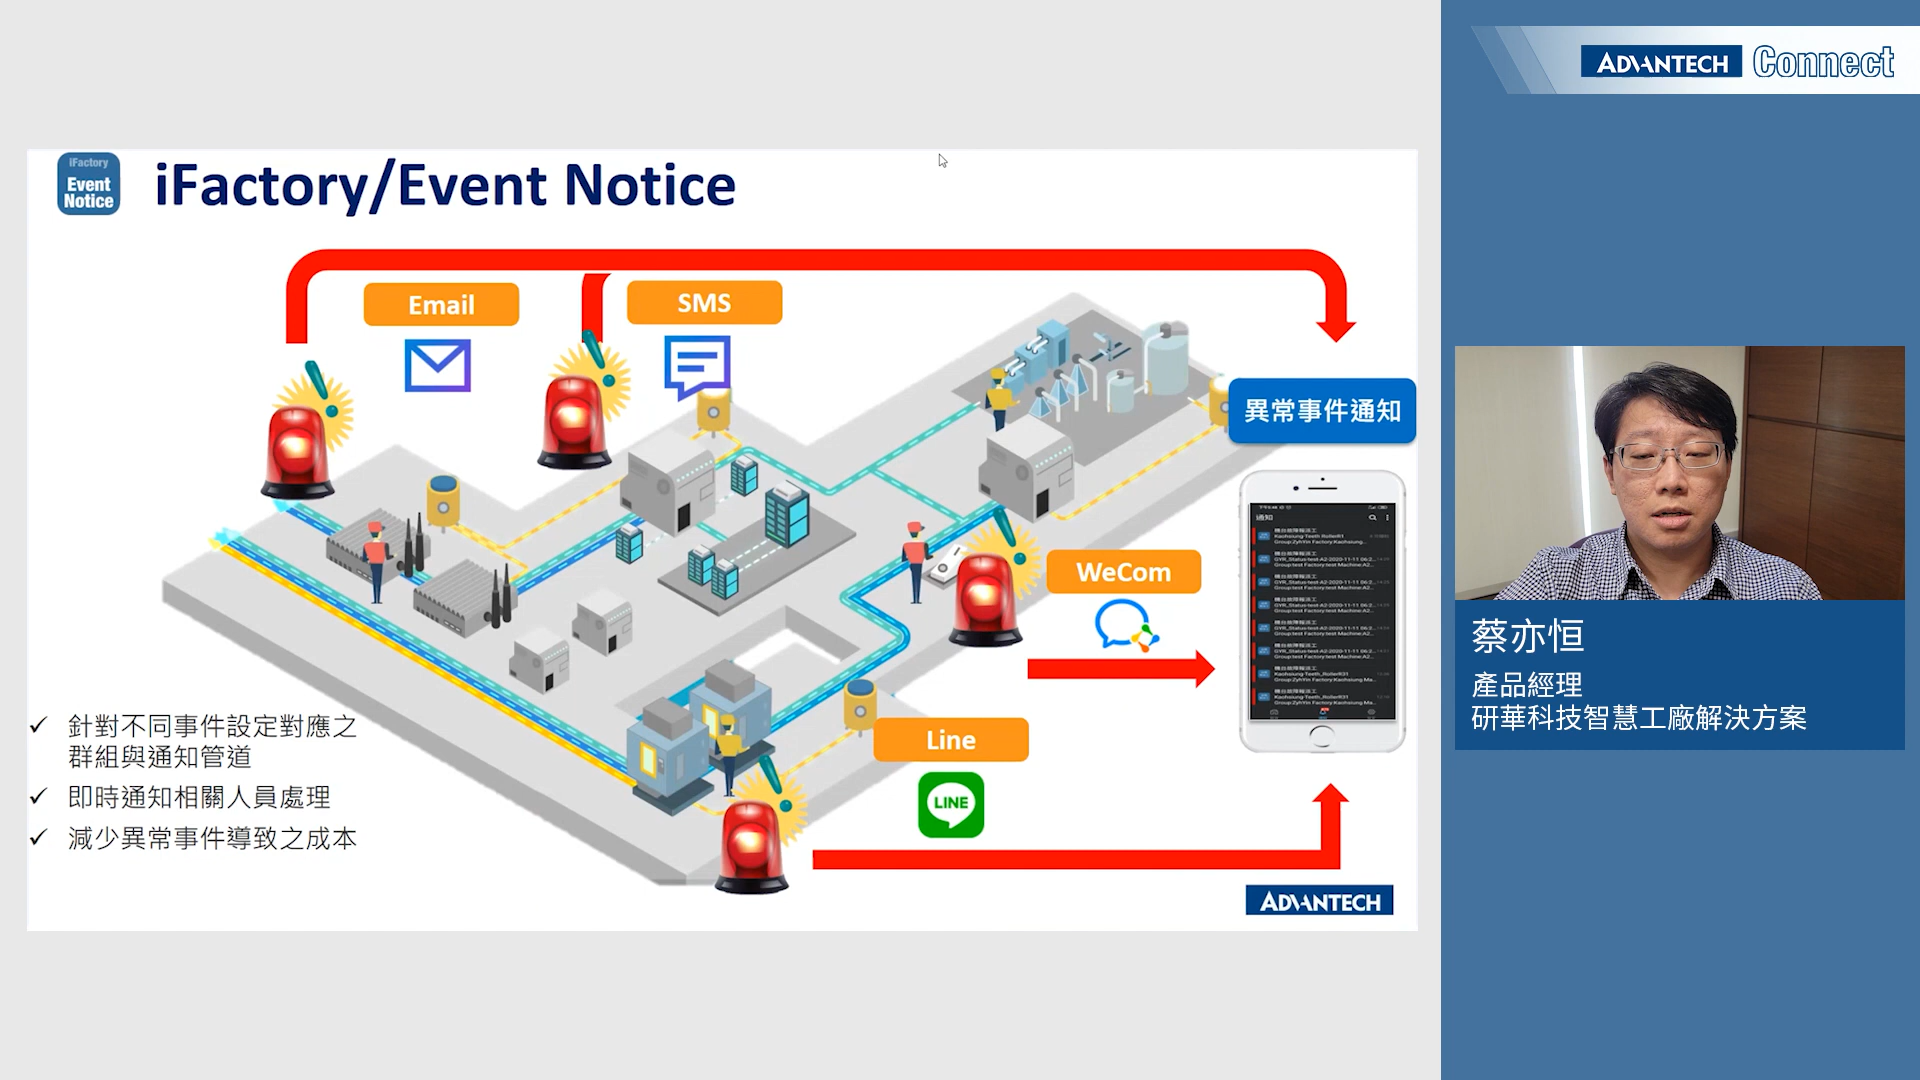 ADVANTECH Connect
iFactory
Event
Notice
iFactory/Event Notice
Email
SMS
異常事件通知
通知
WeCom
Line
LINE
針對不同事件設定對應之
群組與通知管道
即時通知相關人員處理
減少異常事件導致之成本
ADVANTECH
蔡亦恒
產品經理
研華科技智慧工廠解決方案